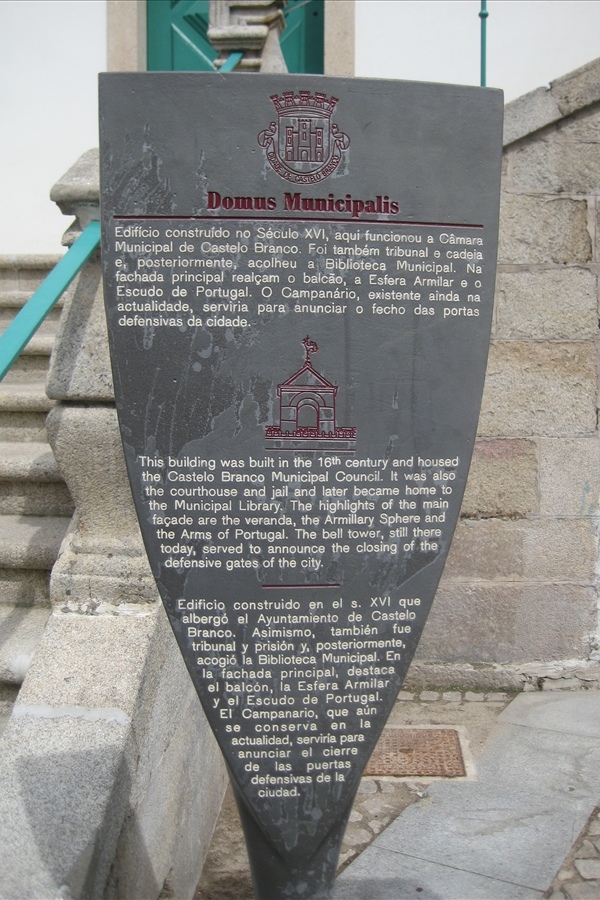 CIDADE DE CASTELO BRANCO
Domus Municipalis
Edifício construído no Século XVI, aqui funcionou a Câmara
Municipal de Castelo Branco. Foi também tribunal e cadeia
e, posteriormente, acolheu a Biblioteca Municipal. Na
fachada principal realçam o balcão, a Esfera Armilar e o
Escudo de Portugal. O Campanário, existente ainda na
actualidade, serviria para anunciar o fecho das portas
defensivas da cidade.
This building was built in the 16th century and housed
the Castelo Branco Municipal Council. It was also
the courthouse and jail and later became home to
the Municipal Library. The highlights of the main
façade are the veranda, the Armillary Sphere and
the Arms of Portugal. The bell tower, still there
today, served to announce the closing of the
defensive gates of the city.
Edificio construido en el s. XVI que
albergó el Ayuntamiento de Castelo
Branco. Asimismo, también fue
tribunal y prisión y, posteriormente,
acogió la Biblioteca Municipal. En
la fachada principal, destaca
el balcón, la Esfera Armilar
y el Escudo de Portugal.
El Campanario, que aún
se conserva en la
actualidad, serviria para
anunciar el cierre
de las puertas
defensivas de la
ciudad.